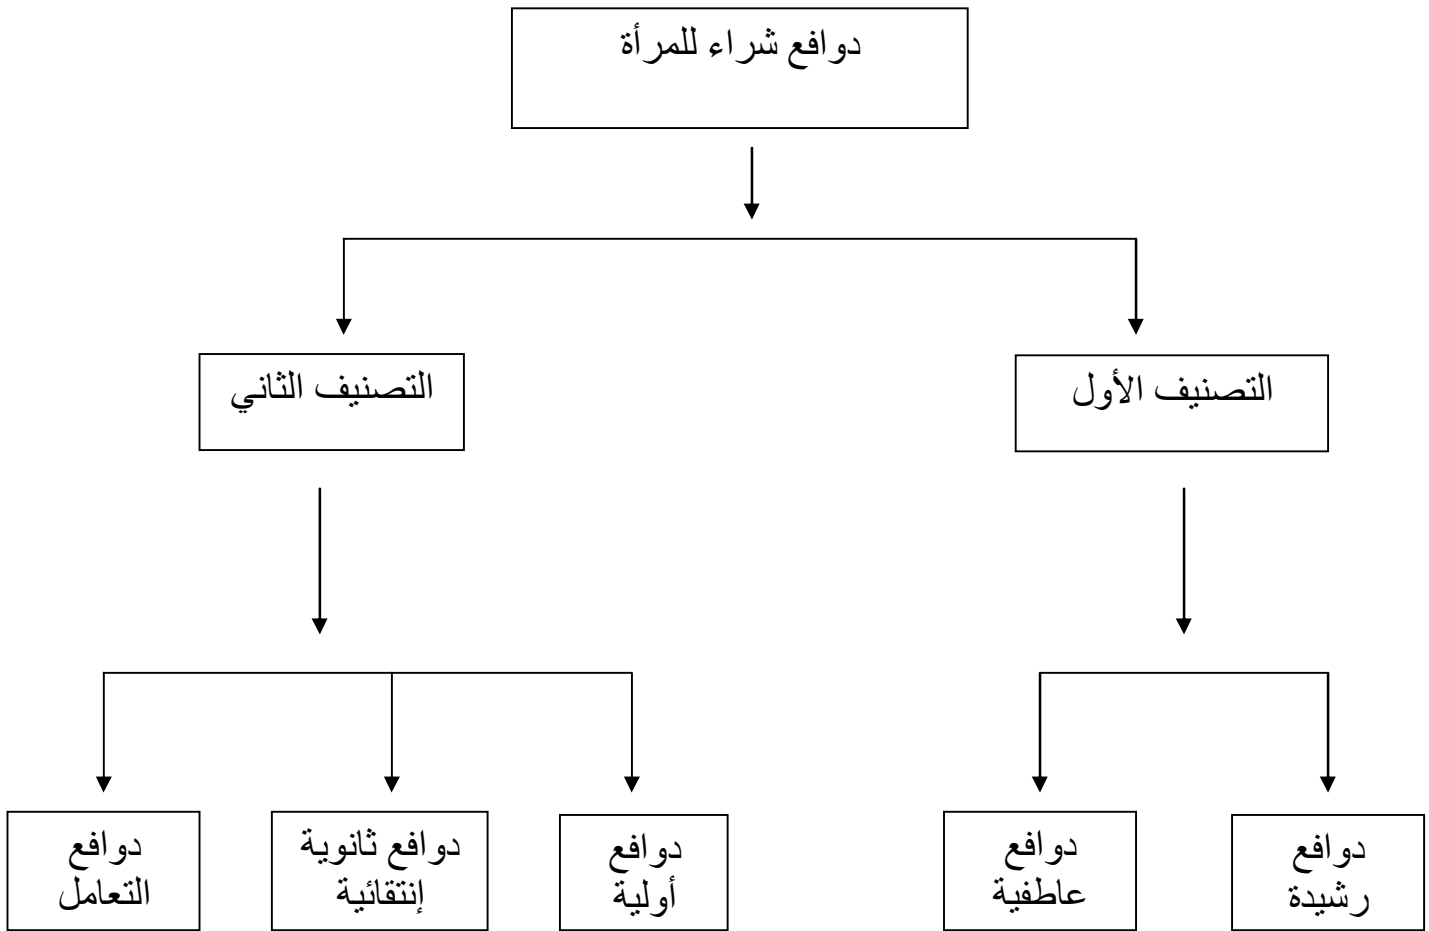 دوافع شراء للمرأة
التصنيف الأول
التصنيف الثاني
دوافع
رشيدة
دوافع
عاطفية
دوافع
أولية
دوافع ثانوية
إنتقائية
دوافع
التعامل